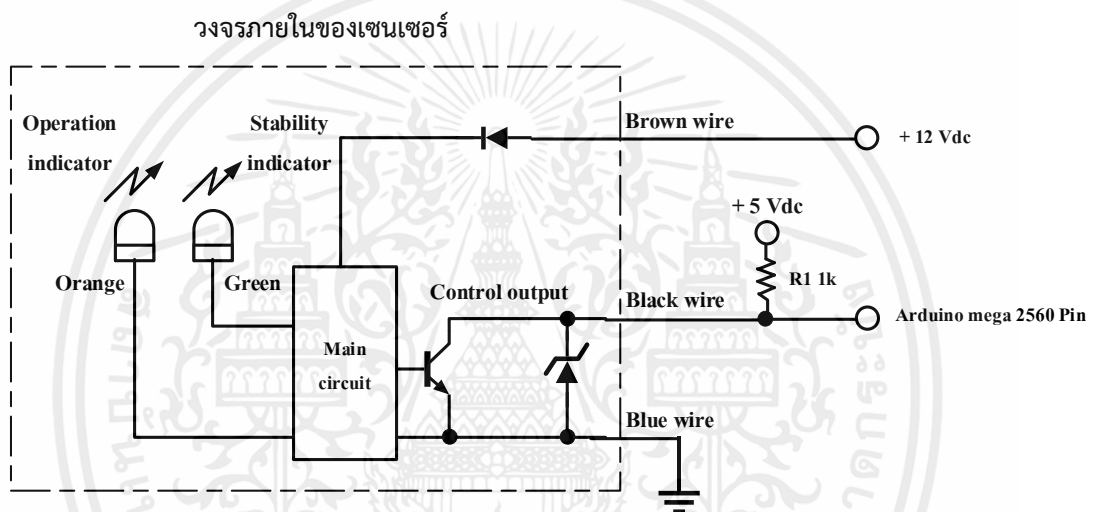 วงจรภายในของเซนเซอร์
Operation
indicator
Stability
indicator
Brown wire
+ 12 Vdc
+ 5 Vdc
Orange
Green
R1 1k
Control output
Black wire
Arduino mega 2560 Pin
Main
circuit
Blue wire